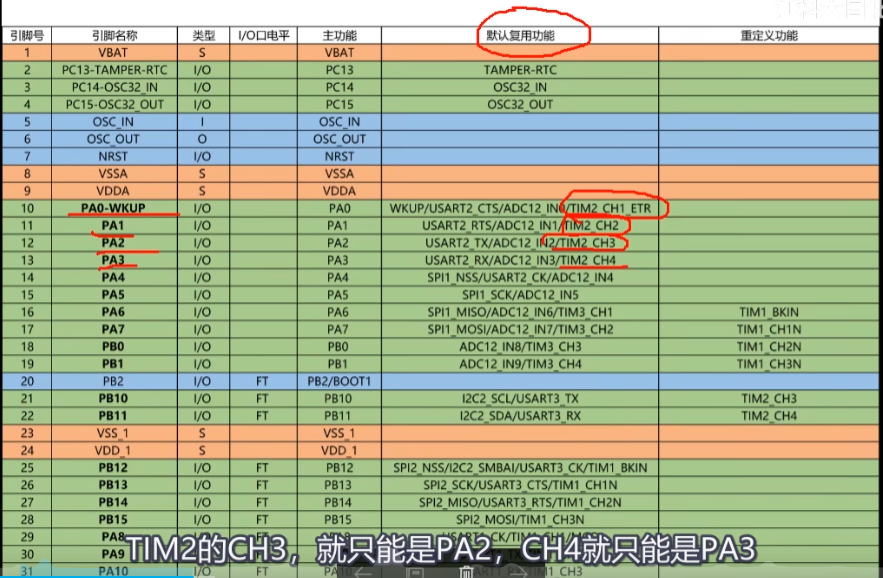 引脚号 引脚名称 类型 I/O口电平 主功能 默认复用功能 重定义功能
1 VBAT S VBAT
2 PC13-TAMPER-RTC I/O PC13 TAMPER-RTC
3 PC14-OSC32_IN I/O PC14 OSC32_IN
4 PC15-OSC32_OUT I/O PC15 OSC32_OUT
5 OSC_IN I OSC_IN
6 OSC_OUT O OSC_OUT
7 NRST I/O NRST
8 VSSA S VSSA
9 VDDA S VDDA
10 PA0-WKUP I/O PA0 WKUP/USART2_CTS/ADC12_IN0/TIM2_CH1_ETR
11 PA1 I/O PA1 USART2_RTS/ADC12_IN1/TIM2_CH2
12 PA2 I/O PA2 USART2_TX/ADC12_IN2/TIM2_CH3
13 PA3 I/O PA3 USART2_RX/ADC12_IN3/TIM2_CH4
14 PA4 I/O PA4 SPI1_NSS/USART2_CK/ADC12_IN4
15 PA5 I/O PA5 SPI1_SCK/ADC12_IN5
16 PA6 I/O PA6 SPI1_MISO/ADC12_IN6/TIM3_CH1 TIM1_BKIN
17 PA7 I/O PA7 SPI1_MOSI/ADC12_IN7/TIM3_CH2 TIM1_CH1N
18 PB0 I/O PB0 ADC12_IN8/TIM3_CH3 TIM1_CH2N
19 PB1 I/O PB1 ADC12_IN9/TIM3_CH4 TIM1_CH3N
20 PB2 I/O FT PB2/BOOT1
21 PB10 I/O FT PB10 I2C2_SCL/USART3_TX TIM2_CH3
22 PB11 I/O FT PB11 I2C2_SDA/USART3_RX TIM2_CH4
23 VSS_1 S VSS_1
24 VDD_1 S VDD_1
25 PB12 I/O FT PB12 SPI2_NSS/I2C2_SMBAI/USART3_CK/TIM1_BKIN
26 PB13 I/O FT PB13 SPI2_SCK/USART3_CTS/TIM1_CH1N
27 PB14 I/O FT PB14 SPI2_MISO/USART3_RTS/TIM1_CH2N
28 PB15 I/O FT PB15 SPI2_MOSI/TIM1_CH3N
29 PA8
TIM2的CH3，就只能是PA2，CH4就只能是PA3
30 PA9
31 PA10 I/O FT PA10